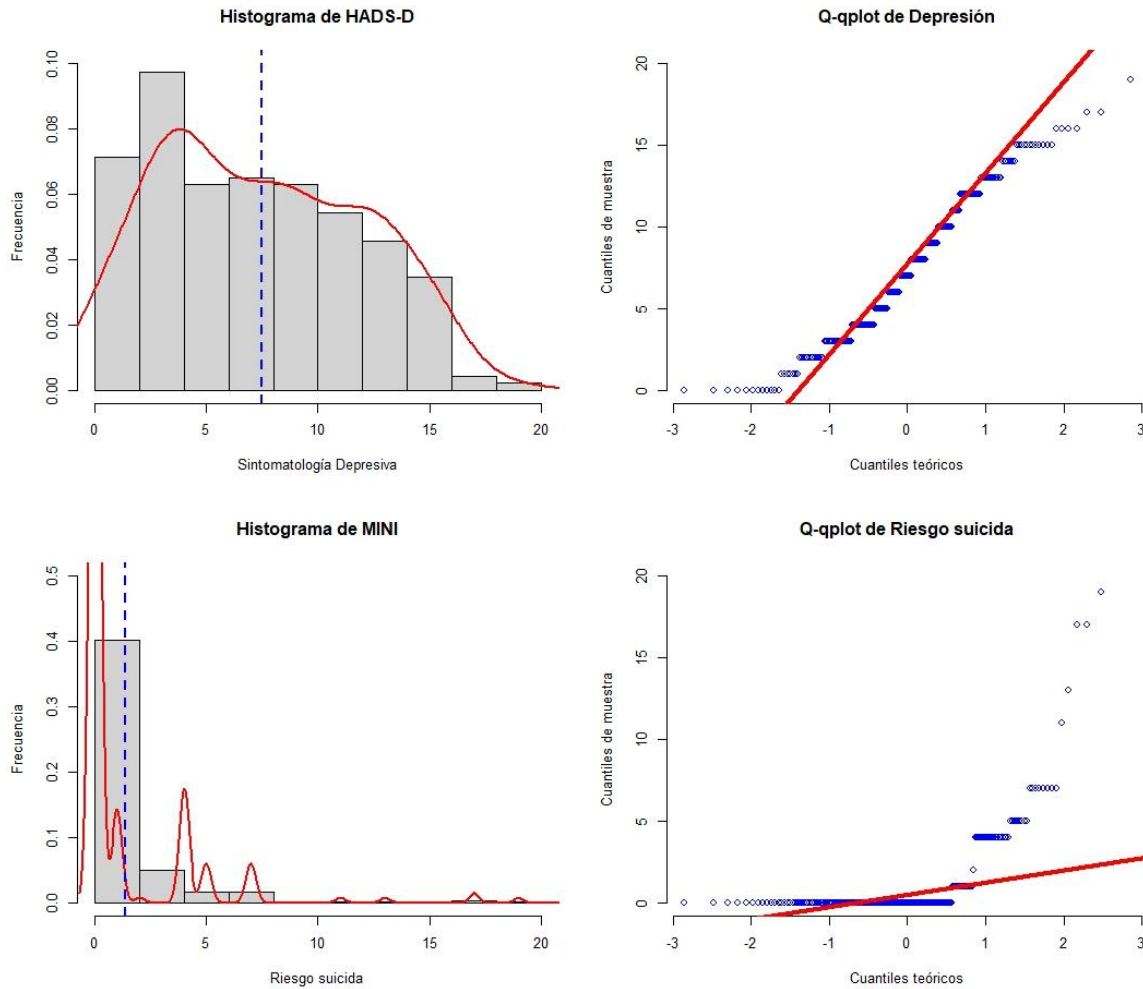 Histograma de HADS-D
Frecuencia
0.00 0.02 0.04 0.06 0.08 0.10
0 5 10 15 20
Sintomatología Depresiva
Q-qplot de Depresión
Cuantiles de muestra
0 5 10 15 20
-3 -2 -1 0 1 2 3
Cuantiles teóricos
Histograma de MINI
Frecuencia
0.0 0.1 0.2 0.3 0.4 0.5
0 5 10 15 20
Riesgo suicida
Q-qplot de Riesgo suicida
Cuantiles de muestra
0 5 10 15 20
-3 -2 -1 0 1 2 3
Cuantiles teóricos